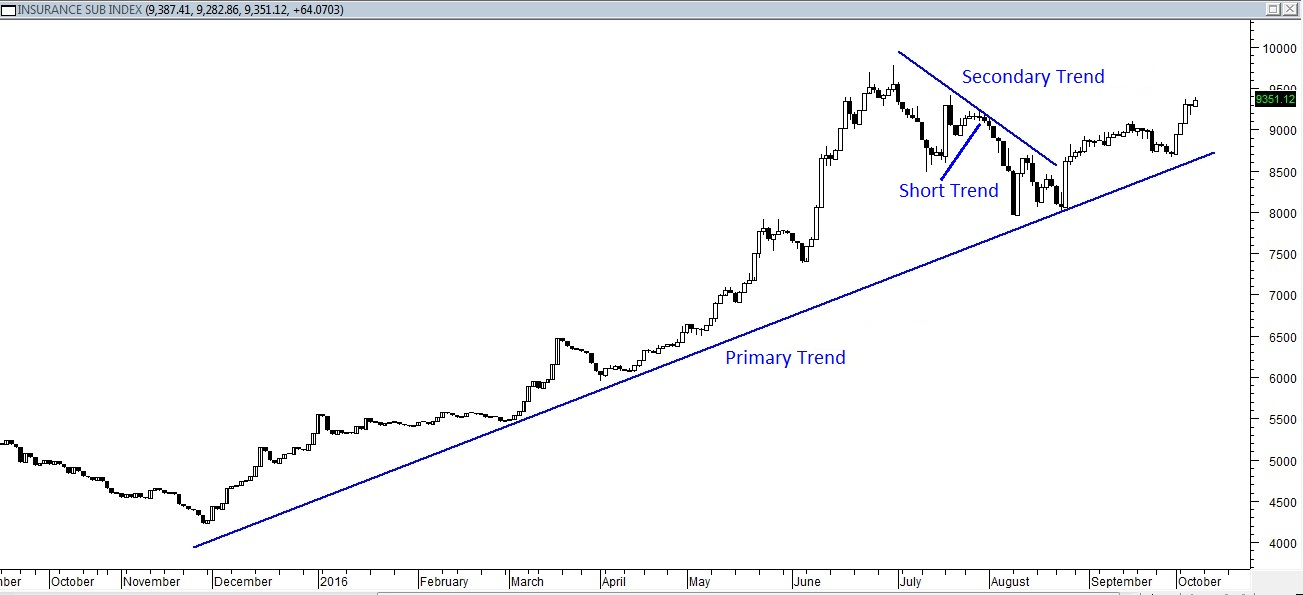 INSURANCE SUB INDEX (9,387.41, 9,282.86, 9,351.12, +64.0703)
10000
Secondary Trend
9351.12
9000
8500
Short Trend
8000
7500
7000
6500
Primary Trend
6000
5500
5000
4500
4000
October November December 2016 February March April May June July August September October